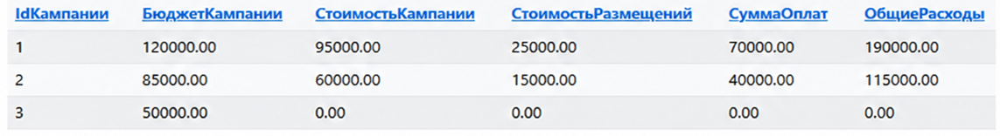 IdКампании БюджетКампании СтоимостьКампании СтоимостьРазмещений СуммаОплат ОбщиеРасходы
1 120000.00 95000.00 25000.00 70000.00 190000.00
2 85000.00 60000.00 15000.00 40000.00 115000.00
3 50000.00 0.00 0.00 0.00 0.00